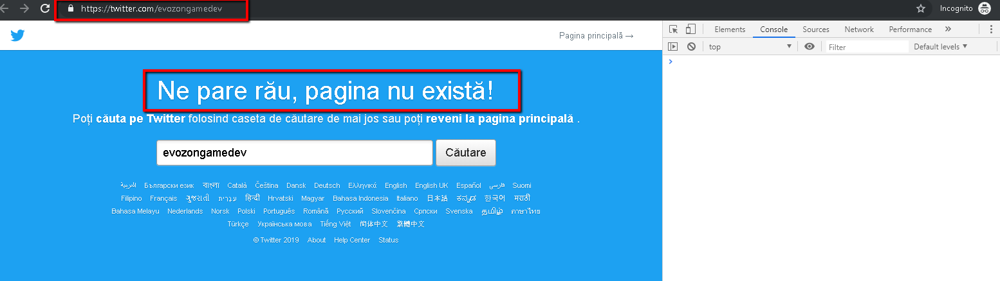 https://twitter.com/evozongamedev
Incognito
Pagina principală →
Elements Console Sources Network Performance »
top Filter Default levels
Ne pare rău, pagina nu există!
Poți căuta pe Twitter folosind caseta de căutare de mai jos sau poți reveni la pagina principală .
evozongamedev Căutare
العربية Български език বাংলা Català Čeština Dansk Deutsch Ελληνικά English English UK Español فارسی Suomi
Filipino Français ગુજરાતી עברית हिन्दी Hrvatski Magyar Bahasa Indonesia Italiano 日本語 ಕನ್ನಡ 한국어 मराठी
Bahasa Melayu Nederlands Norsk Polski Português Română Русский Slovenčina Српски Svenska தமிழ் ภาษาไทย
Türkçe Українська мова Tiếng Việt 简体中文 繁體中文
© Twitter 2019 About Help Center Status